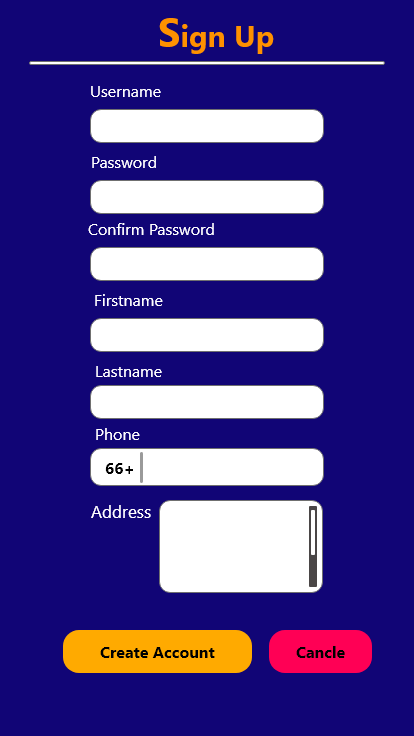 Sign Up
Username
Password
Confirm Password
Firstname
Lastname
Phone
66+
Address
Create Account
Cancle